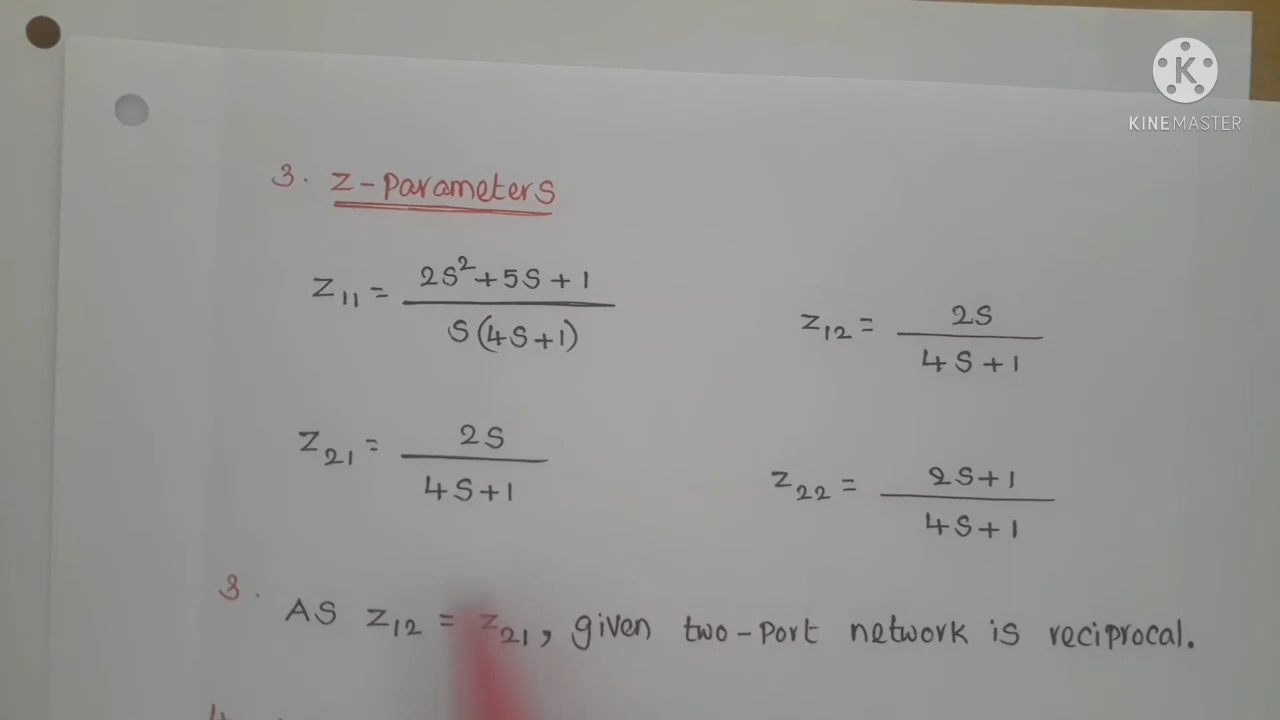 KINEMASTER
3. Z-Parameters
Z11 = (2S²+5S+1) / (S(4S+1))
Z12 = 2S / (4S+1)
Z21 = 2S / (4S+1)
Z22 = (2S+1) / (4S+1)
3. AS Z12 = Z21, given two-port network is reciprocal.